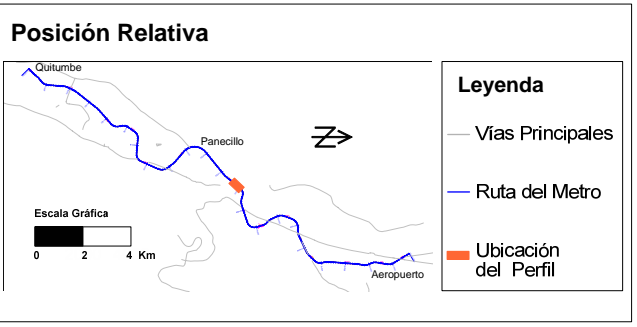 Posición Relativa
Quitumbe
Panecillo
N
Escala Gráfica
0 2 4 Km
Aeropuerto
Leyenda
Vías Principales
Ruta del Metro
Ubicación
del Perfil